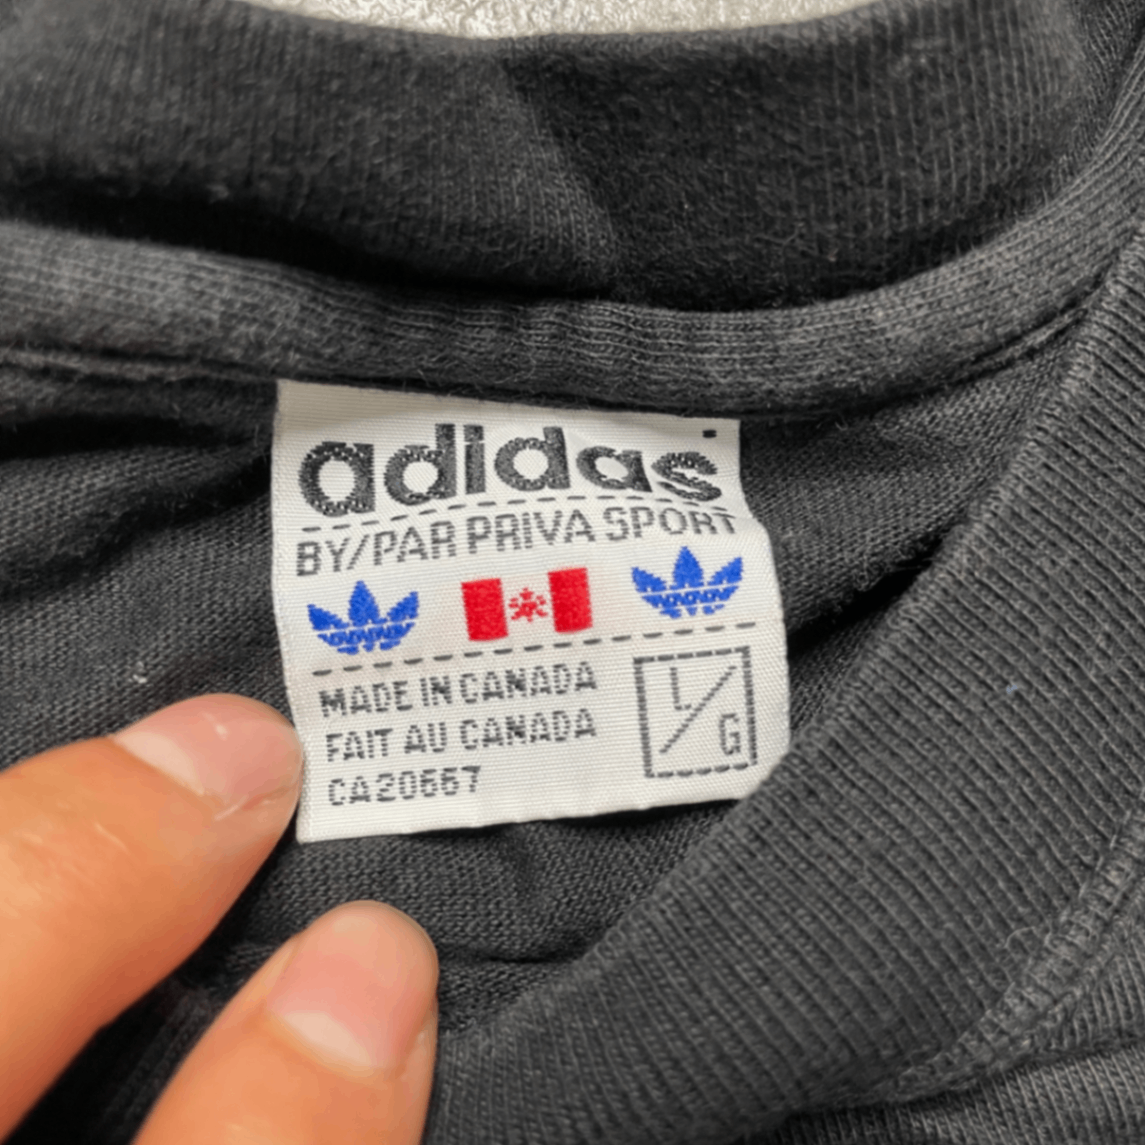 adidas
BY/PAR PRIVA SPORT
MADE IN CANADA
FAIT AU CANADA
CA20667
L/G